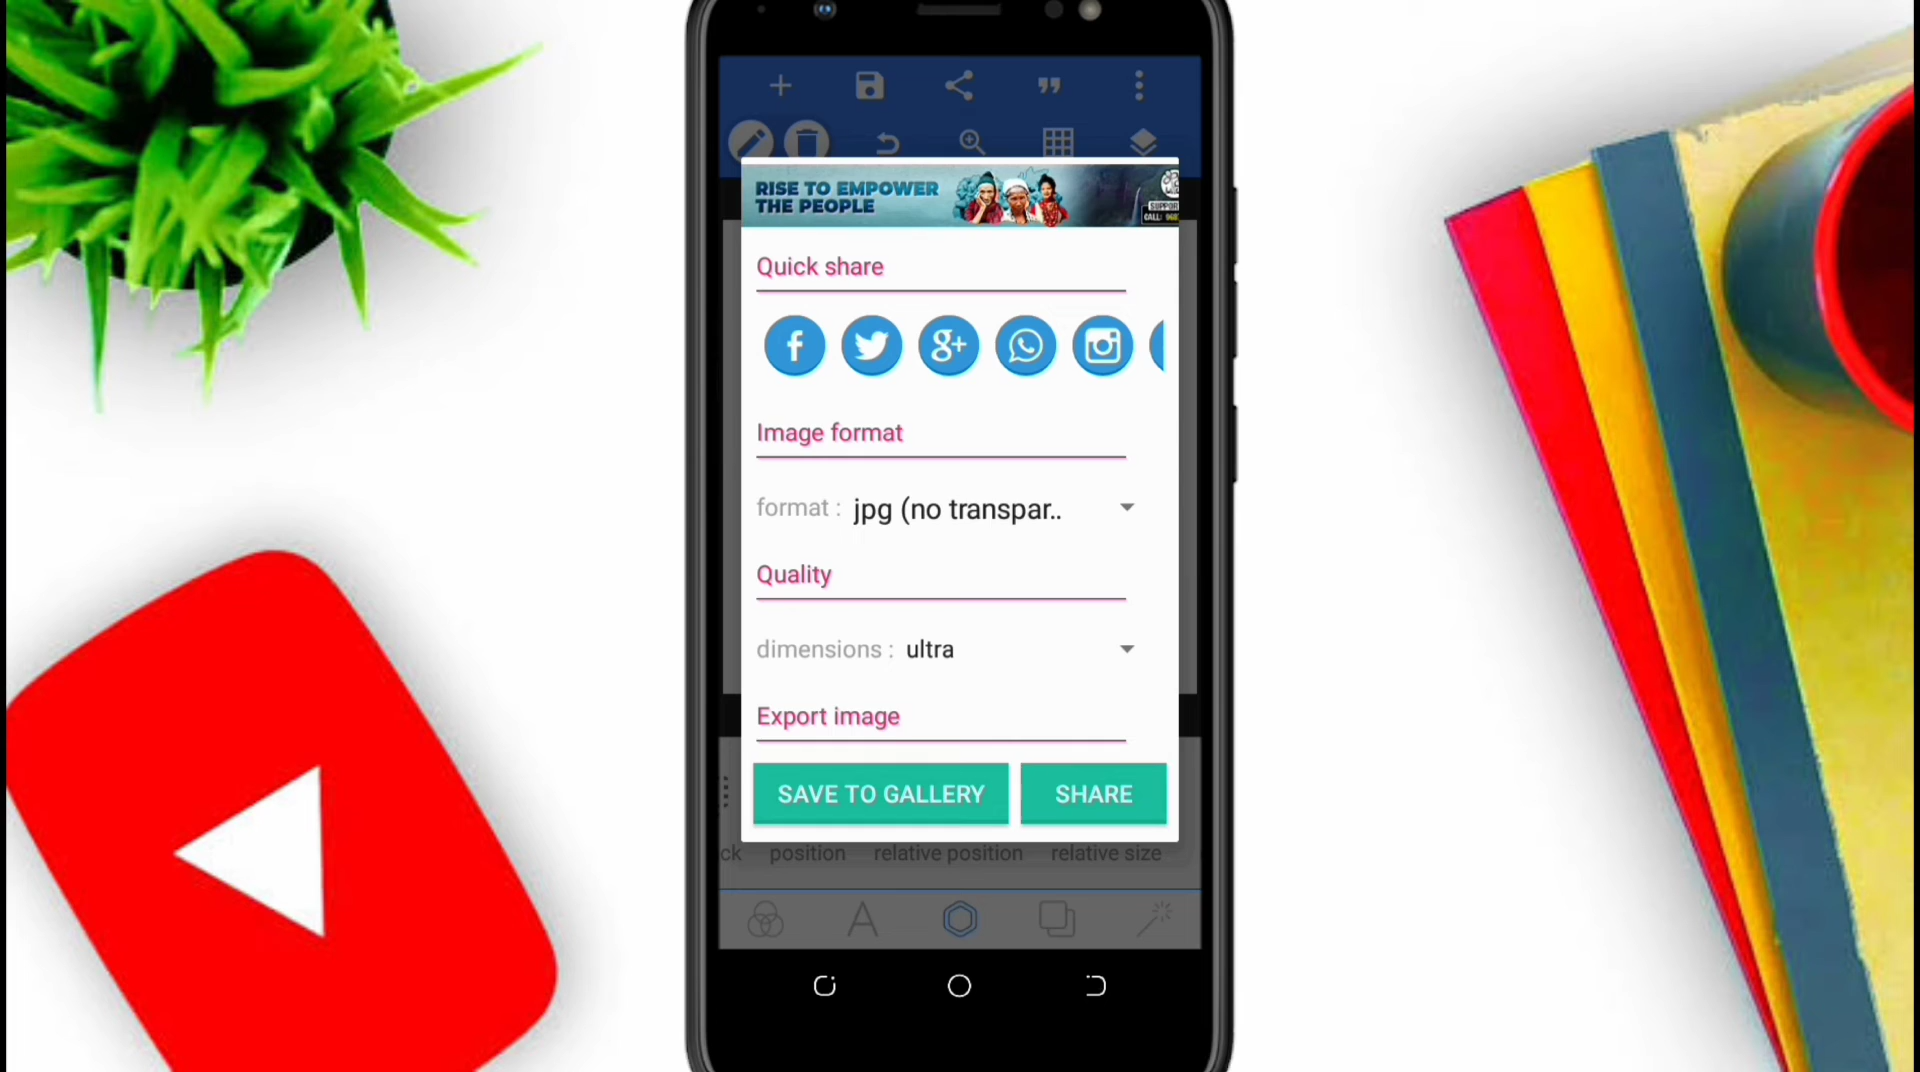 RISE TO EMPOWER
THE PEOPLE
CALL:
Quick share
Image format
format : jpg (no transpar..
Quality
dimensions : ultra
Export image
SAVE TO GALLERY SHARE
ck position relative position relative size